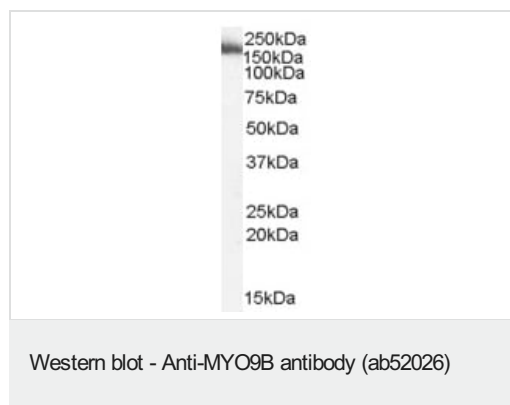 250kDa
150kDa
100kDa
75kDa
50kDa
37kDa
25kDa
20kDa
15kDa
Western blot - Anti-MYO9B antibody (ab52026)